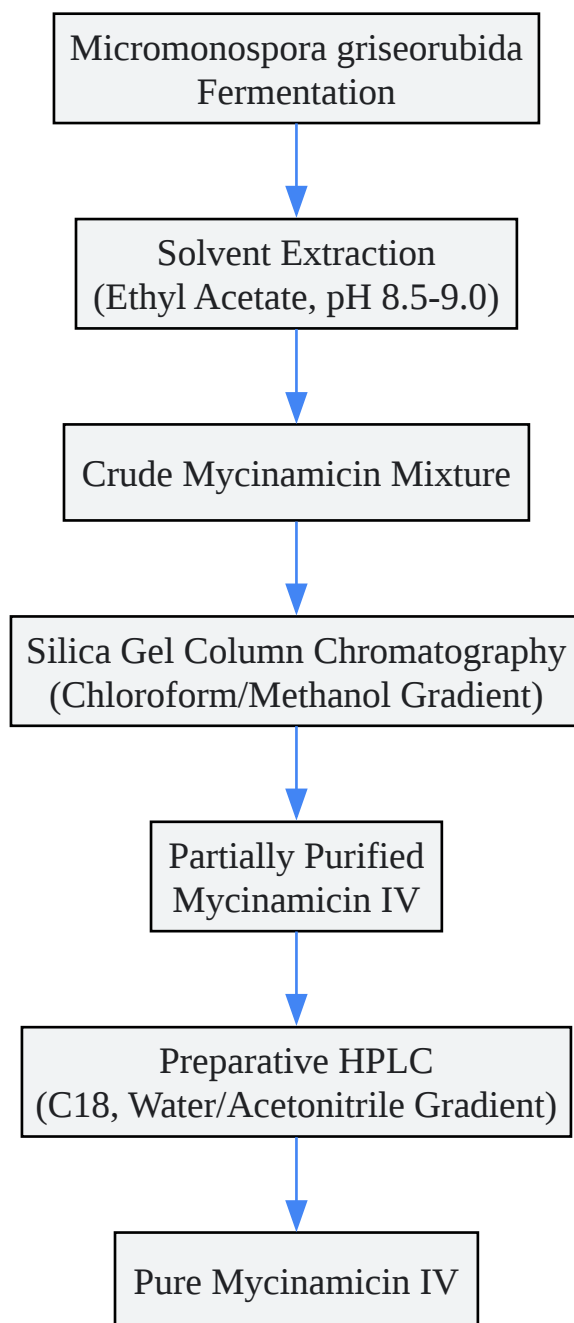 Micromonospora griseorubida
Fermentation
Solvent Extraction
(Ethyl Acetate, pH 8.5-9.0)
Crude Mycinamicin Mixture
Silica Gel Column Chromatography
(Chloroform/Methanol Gradient)
Partially Purified
Mycinamicin IV
Preparative HPLC
(C18, Water/Acetonitrile Gradient)
Pure Mycinamicin IV